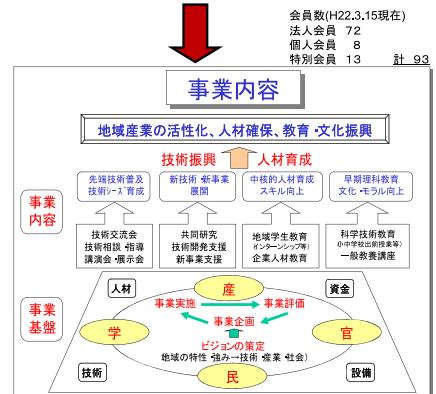 会員数(H22.3.15現在)
法人会員 72
個人会員 8
特別会員 13 計 93
事業内容
地域産業の活性化、人材確保、教育・文化振興
技術振興 人材育成
事業
内容
先端技術普及
技術シーズ育成
新技術・新事業
展開
中核的人材育成
スキル向上
早期理科教育
文化・モラル向上
技術交流会
技術相談・指導
講演会・展示会
共同研究
技術開発支援
新事業支援
地域学生教育
(インターンシップ等)
企業人材教育
科学技術教育
(小中学校出前授業等)
一般教養講座
事業
基盤
人材
産
資金
事業実施 事業評価
事業企画
学
官
ビジョンの策定
地域の特性・強み→技術・産業・社会)
技術
民
設備